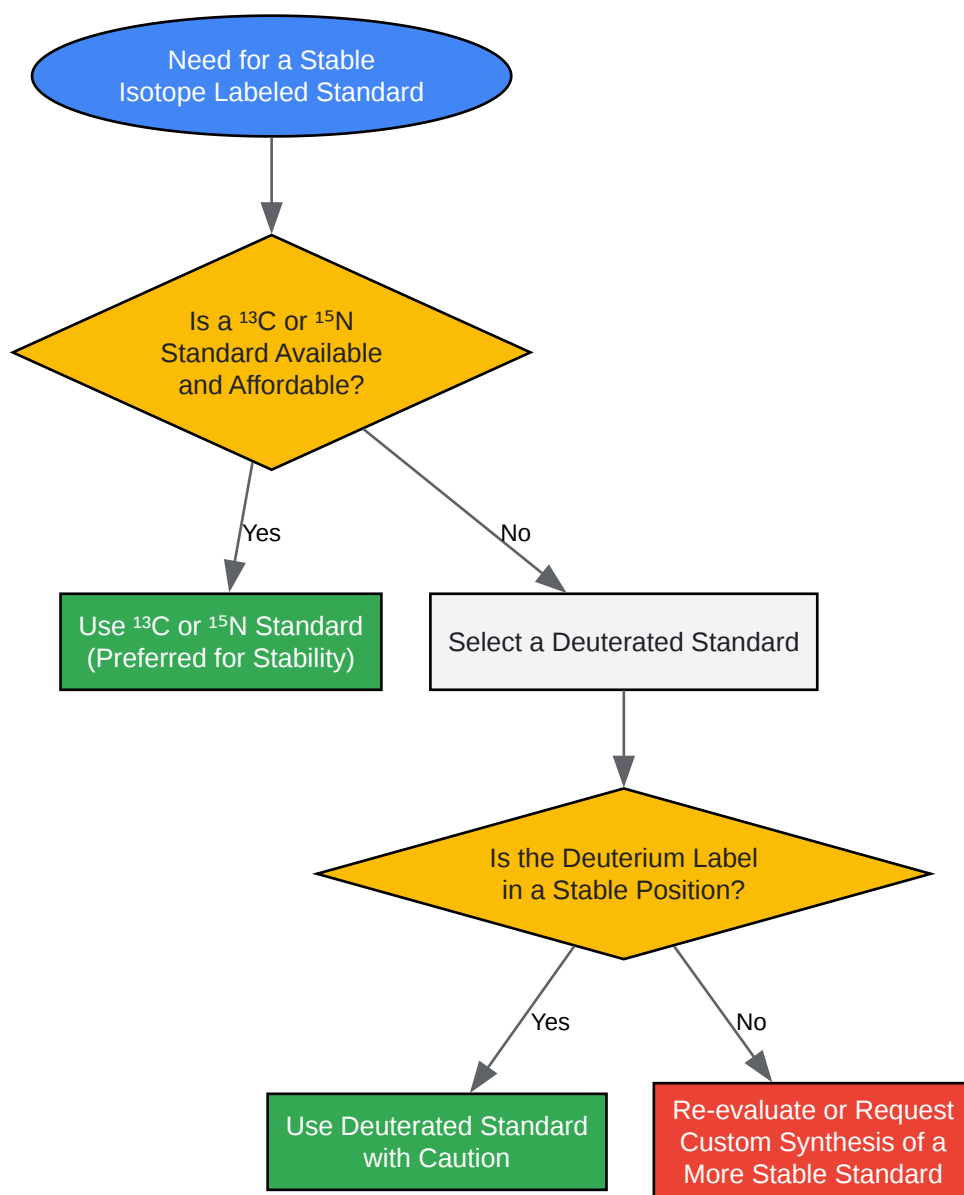 Need for a Stable
Isotope Labeled Standard
Is a ¹³C or ¹⁵N
Standard Available
and Affordable?
Yes
No
Use ¹³C or ¹⁵N Standard
(Preferred for Stability)
Select a Deuterated Standard
Is the Deuterium Label
in a Stable Position?
Yes
No
Use Deuterated Standard
with Caution
Re-evaluate or Request
Custom Synthesis of a
More Stable Standard